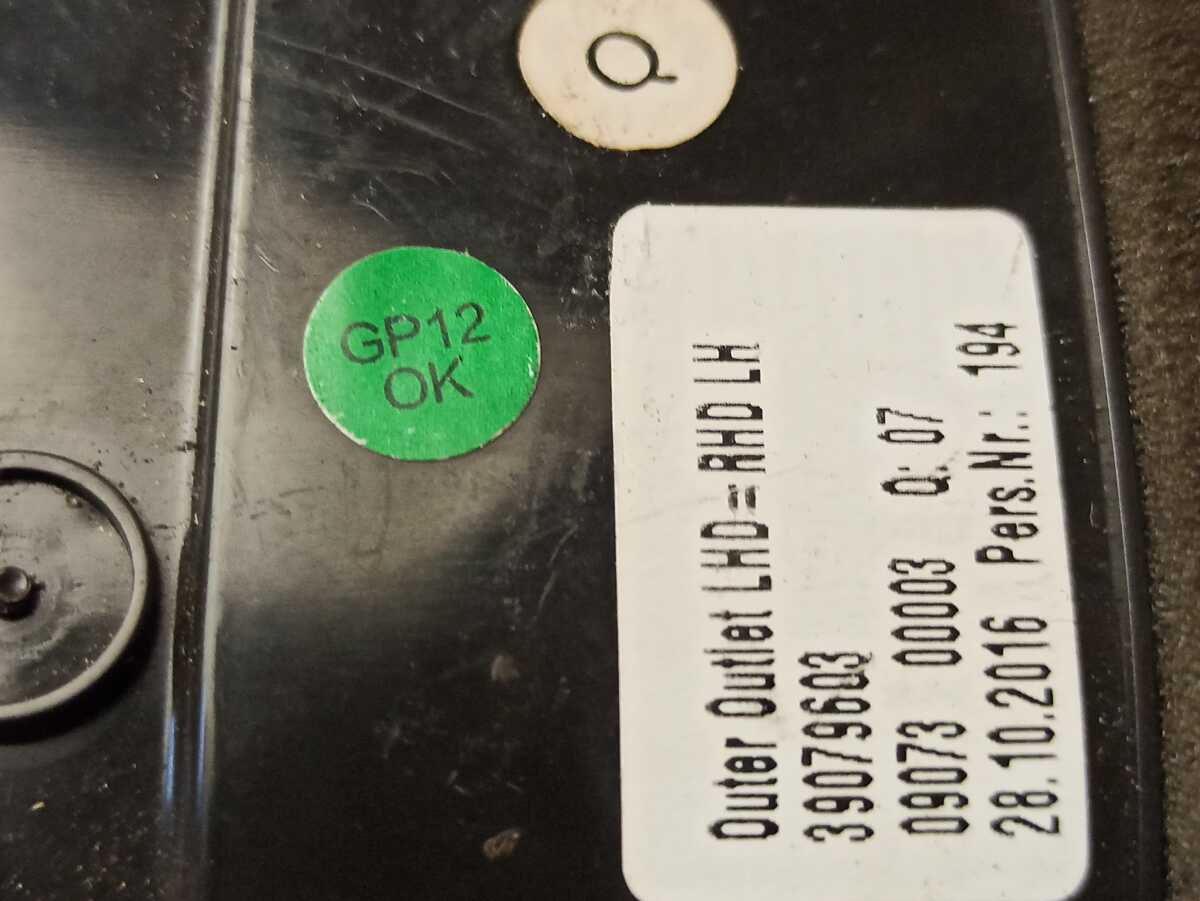 Q
GP12
OK
Outer Outlet LHD=RHD LH
39079603
09073 00003 Q: 07
28.10.2016 Pers.Nr.: 194